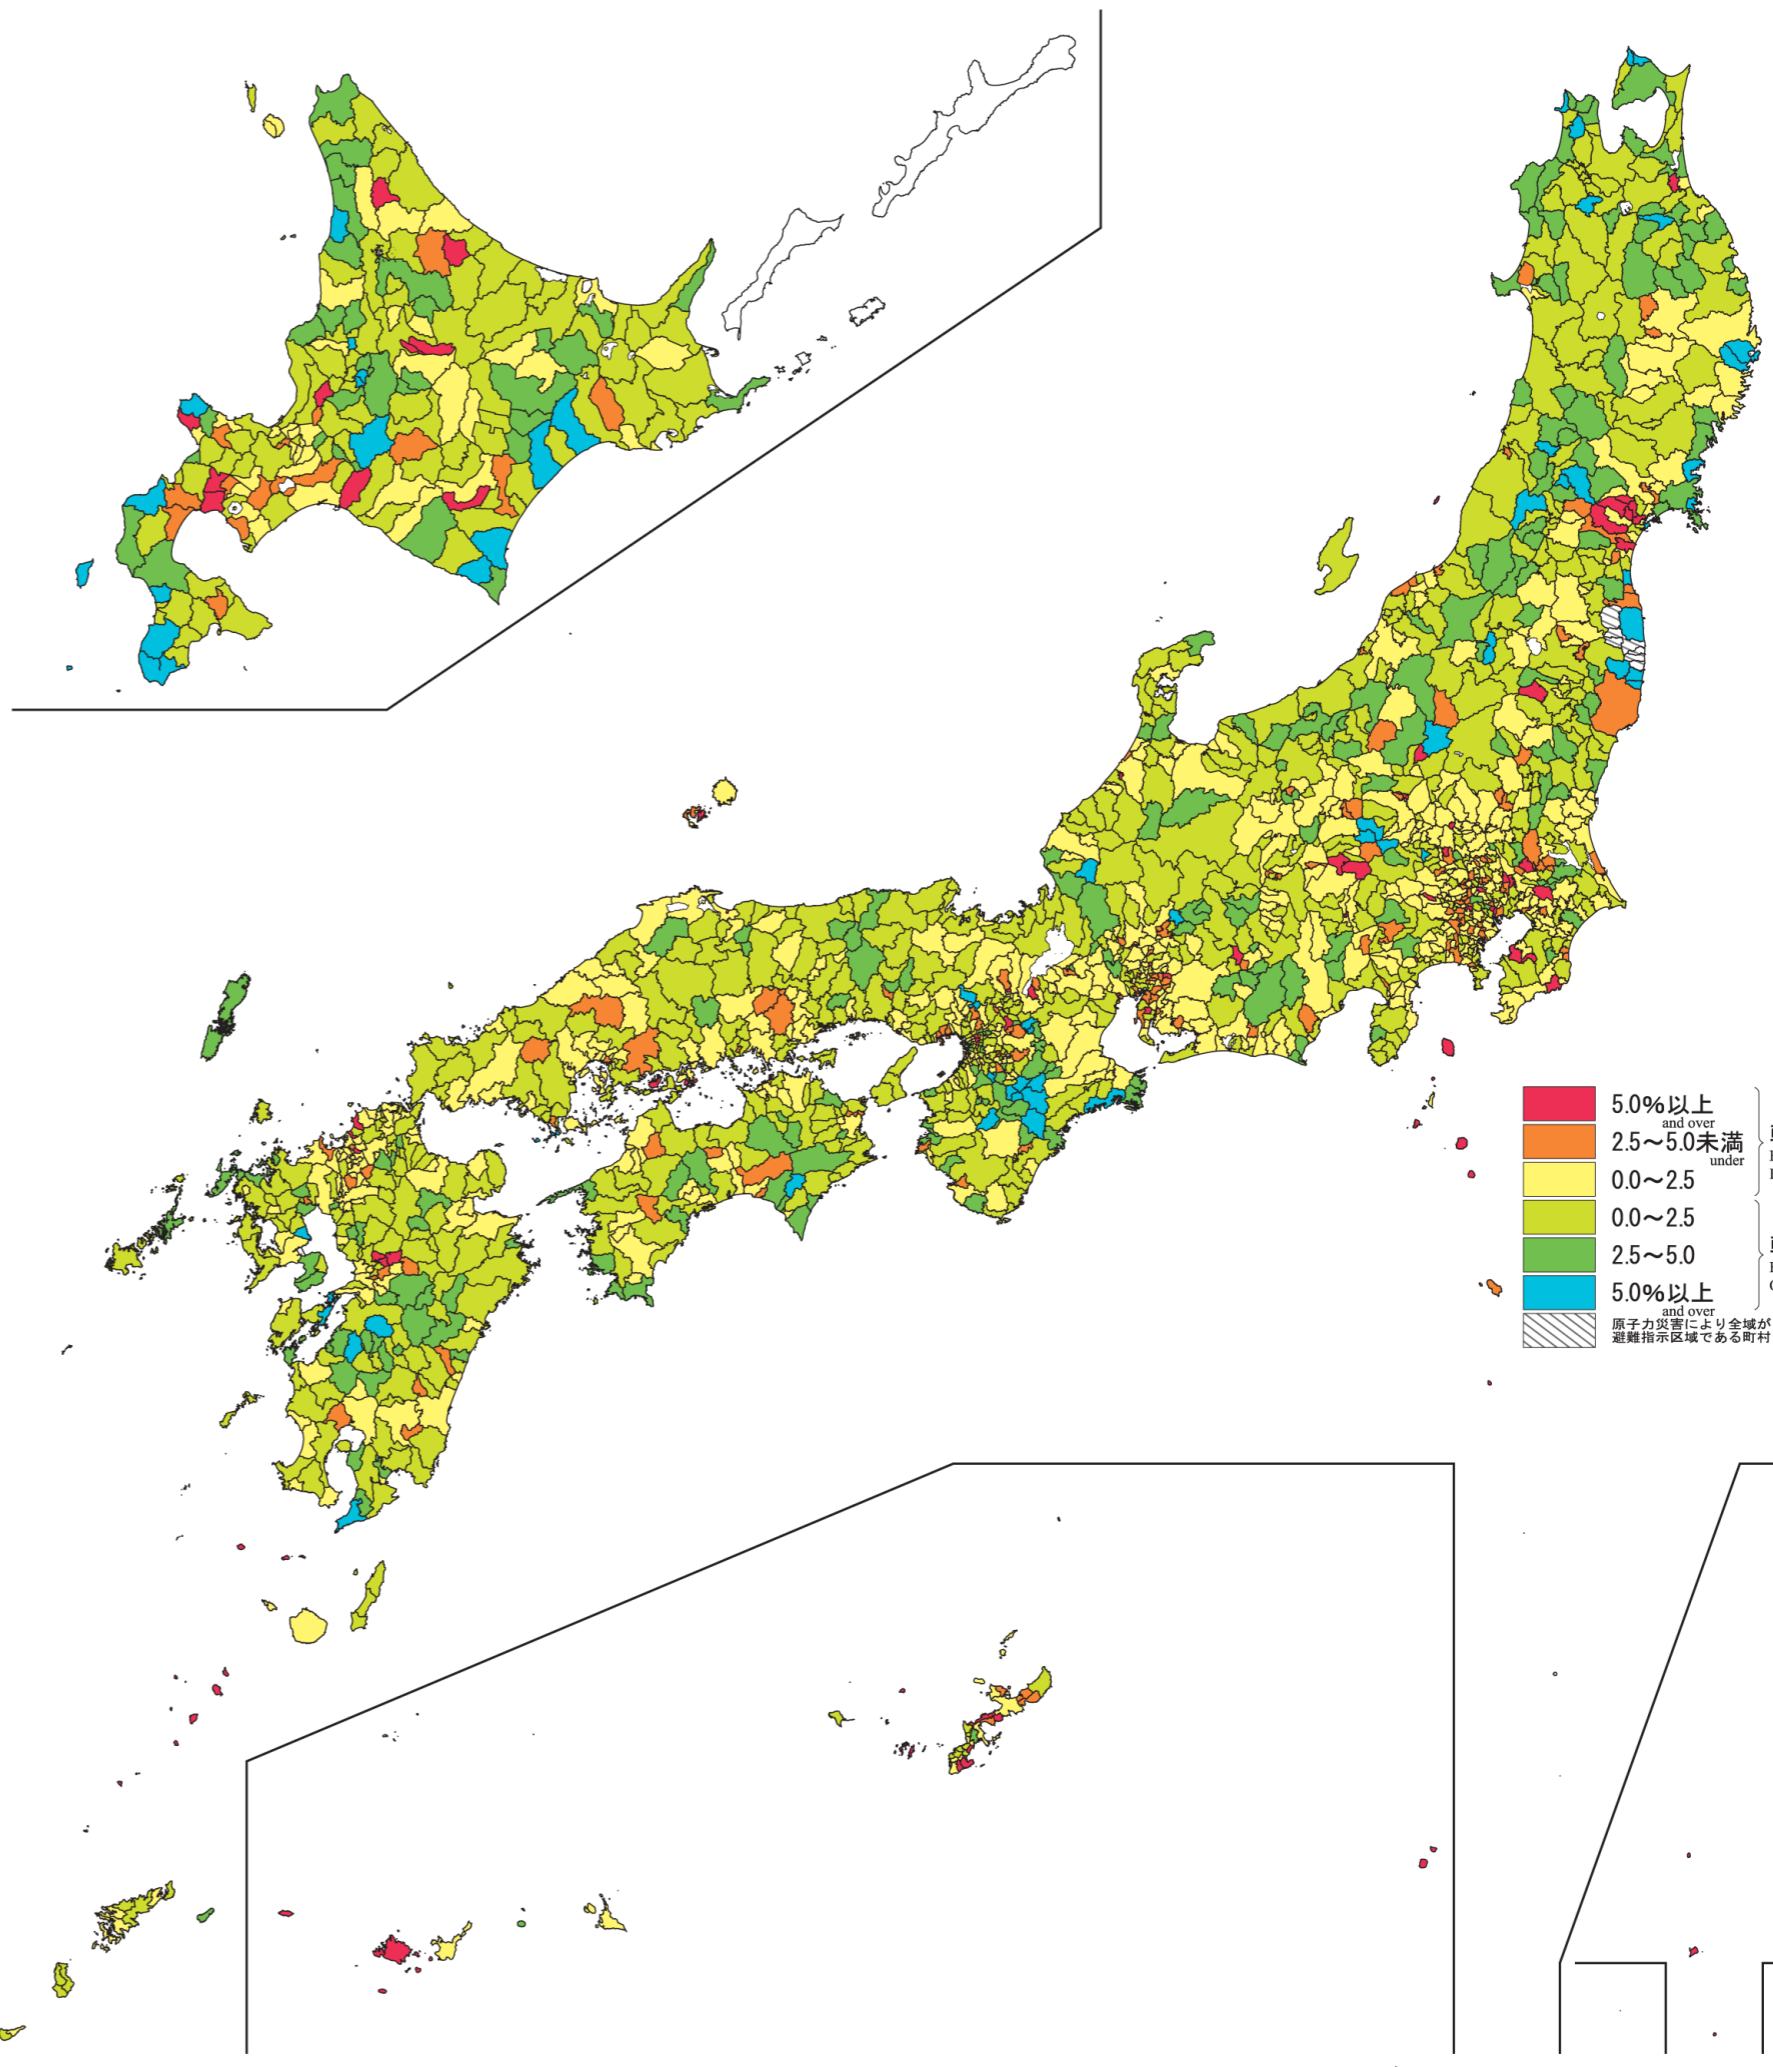 5.0%以上
and over
2.5〜5.0未満
under
0.0〜2.5
0.0〜2.5
2.5〜5.0
5.0%以上
and over
原子力災害により全域が
避難指示区域である町村